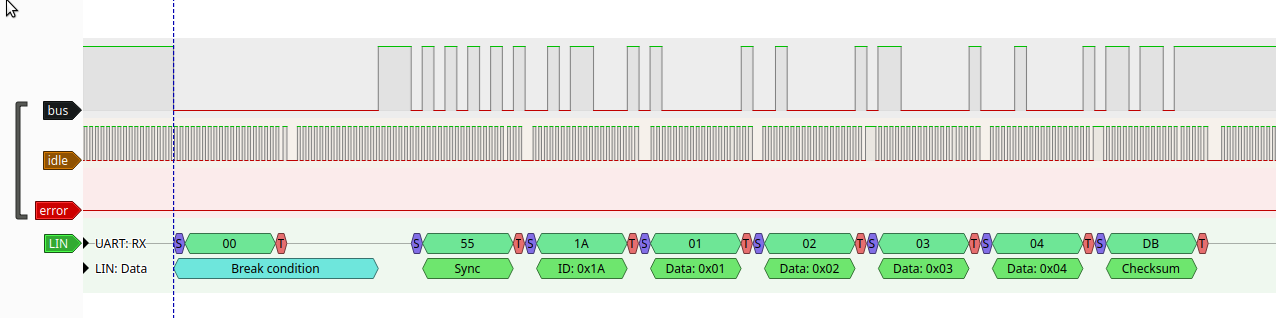 bus
idle
error
LIN UART: RX S 00 T S 55 T S 1A T S 01 T S 02 T S 03 T S 04 T S DB T
LIN: Data Break condition Sync ID: 0x1A Data: 0x01 Data: 0x02 Data: 0x03 Data: 0x04 Checksum